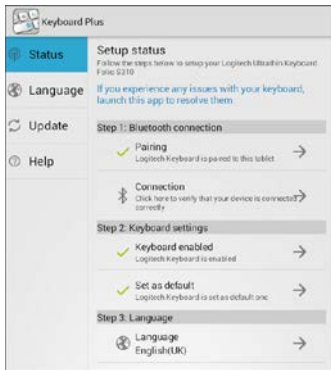 Keyboard Plus
Status
Language
Update
Help
Setup status
Follow the steps below to setup your Logitech Ultrathin Keyboard
Folio S310
If you experience any issues with your keyboard,
launch this app to resolve them.
Step 1: Bluetooth connection
Pairing
Logitech Keyboard is paired to this tablet
Connection
Click here to verify that your device is connected
correctly
Step 2: Keyboard settings
Keyboard enabled
Logitech Keyboard is enabled
Set as default
Logitech Keyboard is set as default one
Step 3: Language
Language
English(UK)